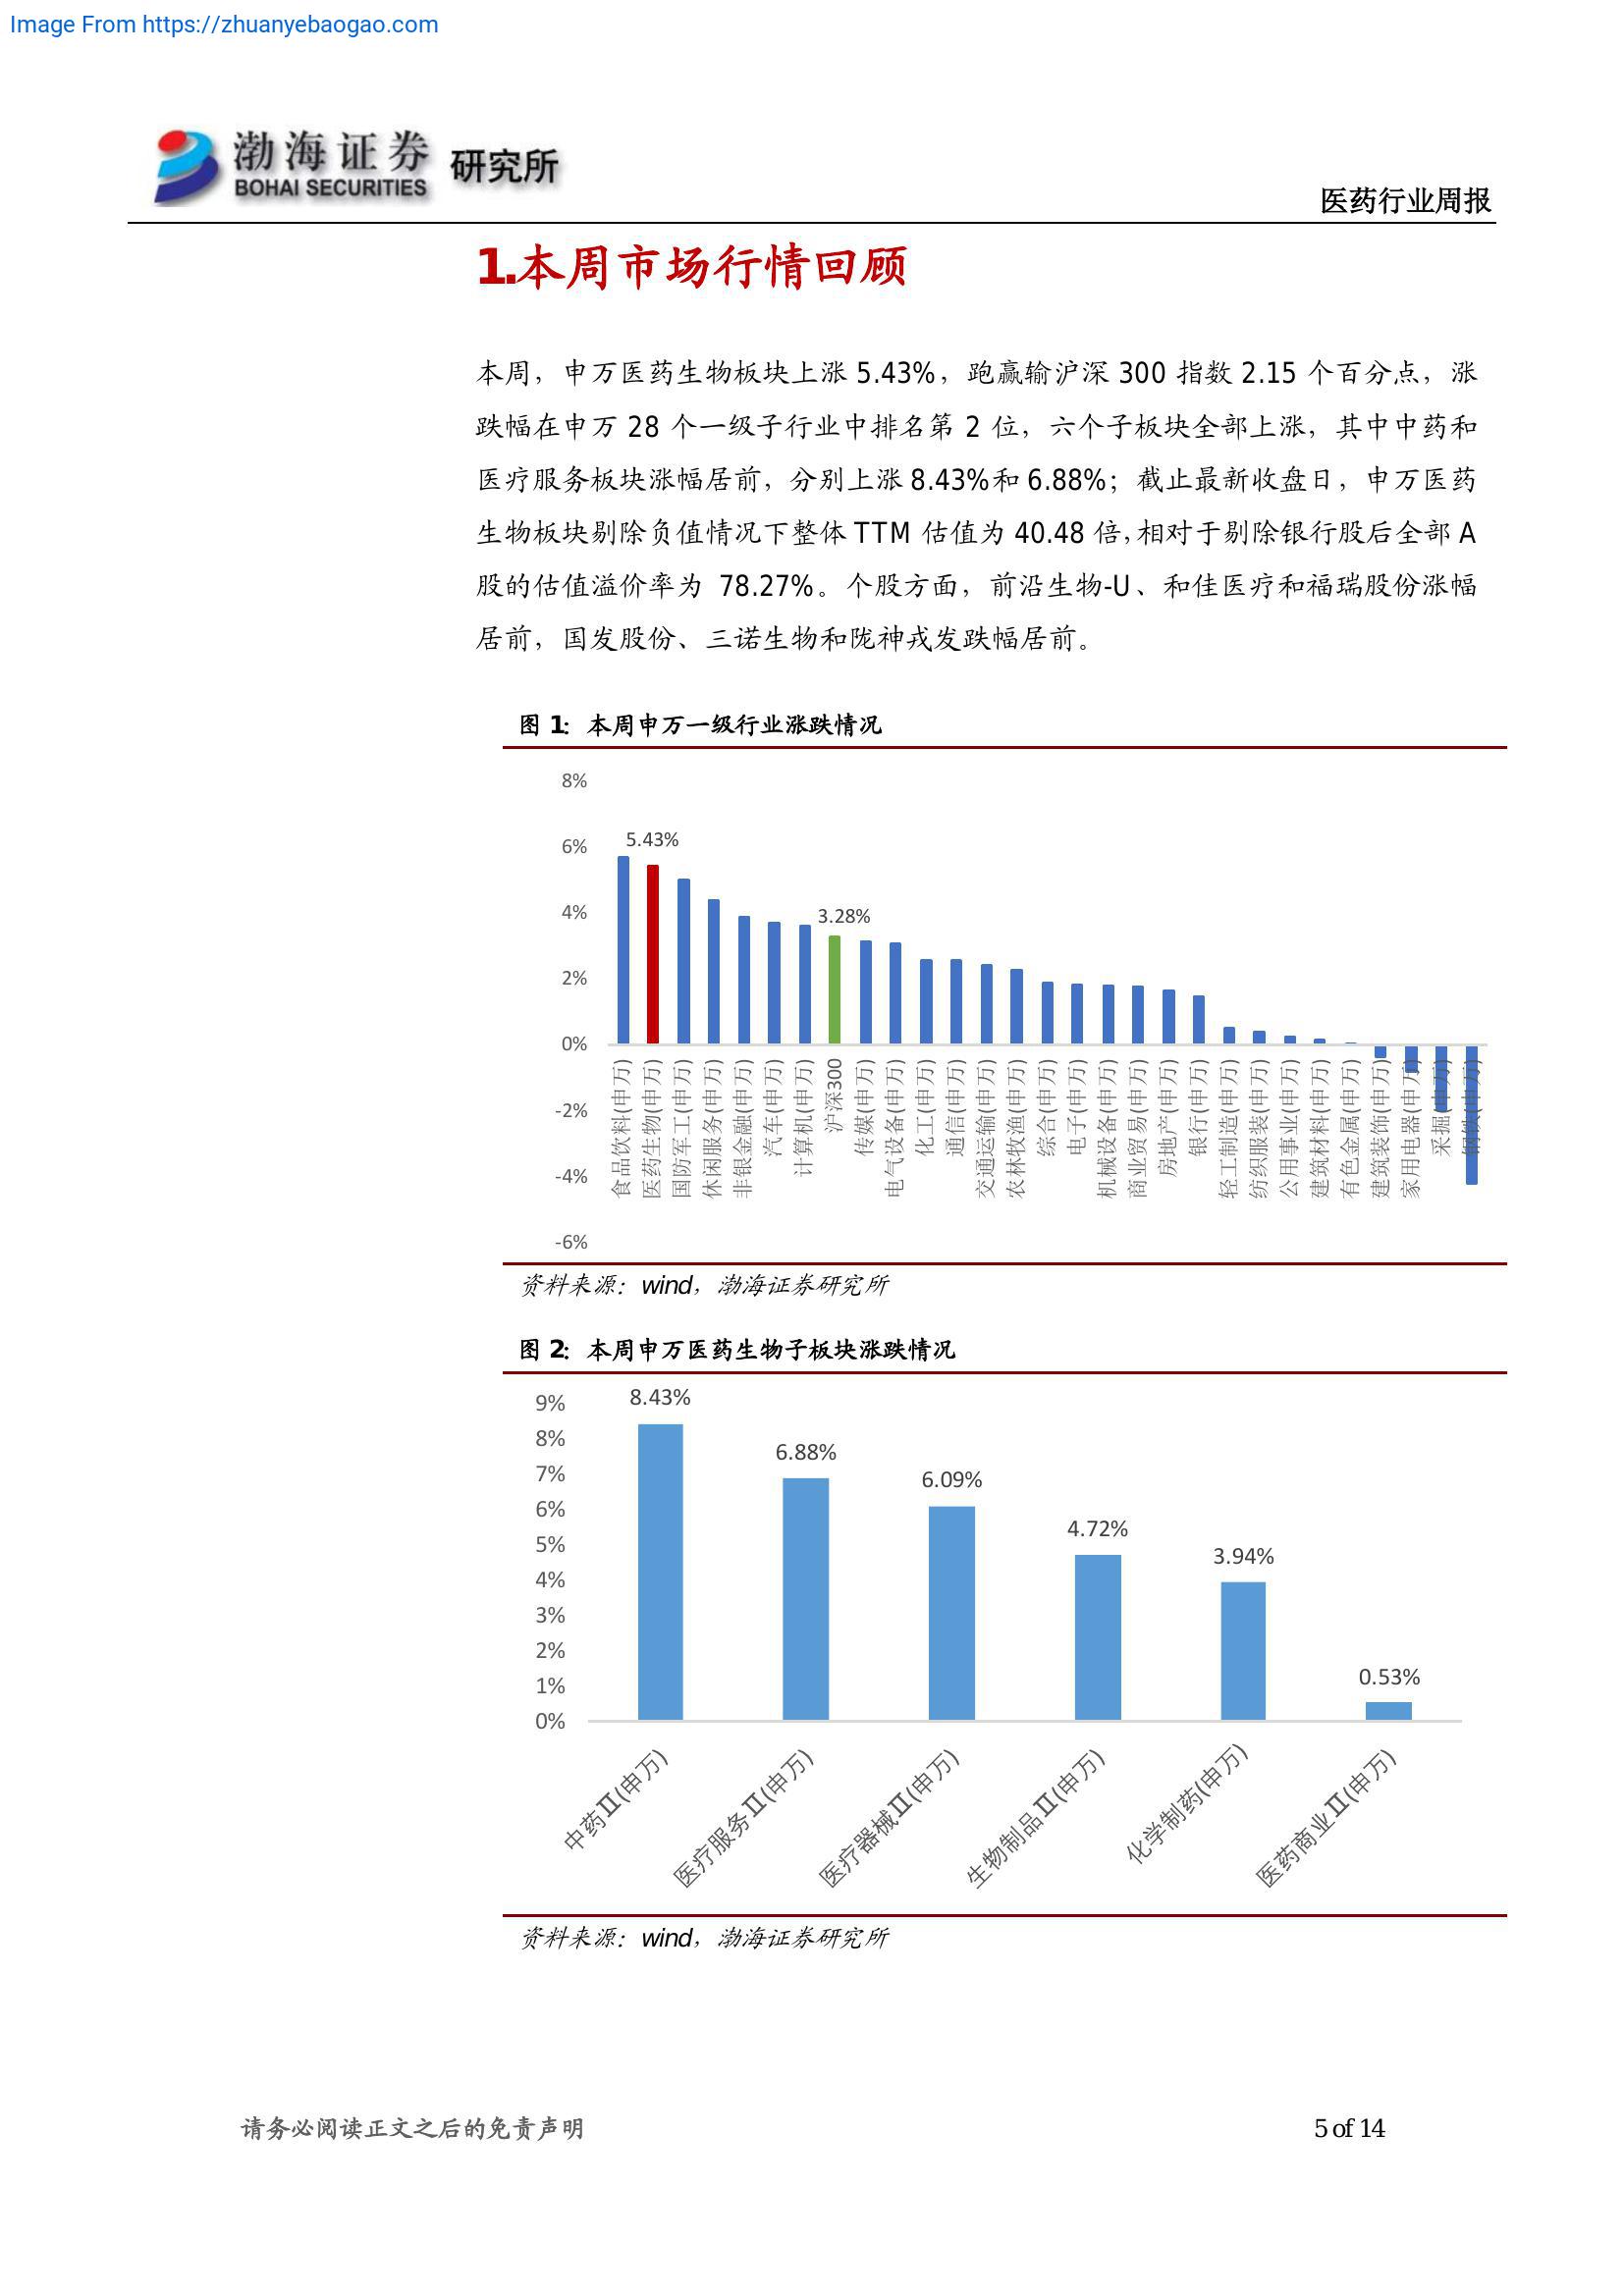 Image From https://zhuanyebaogao.com
渤海证券 研究所
BOHAI SECURITIES
医药行业周报
1.本周市场行情回顾
本周，申万医药生物板块上涨 5.43%，跑赢输沪深 300 指数 2.15 个百分点，涨
跌幅在申万 28 个一级子行业中排名第 2 位，六个子板块全部上涨，其中中药和
医疗服务板块涨幅居前，分别上涨 8.43%和 6.88%；截止最新收盘日，申万医药
生物板块剔除负值情况下整体 TTM 估值为 40.48 倍，相对于剔除银行股后全部 A
股的估值溢价率为 78.27%。个股方面，前沿生物-U、和佳医疗和福瑞股份涨幅
居前，国发股份、三诺生物和陇神戎发跌幅居前。
图 1：本周申万一级行业涨跌情况
8%
6%
4%
2%
0%
-2%
-4%
-6%
5.43%
3.28%
食品饮料(申万)
医药生物(申万)
国防军工(申万)
休闲服务(申万)
非银金融(申万)
汽车(申万)
计算机(申万)
沪深300
传媒(申万)
电气设备(申万)
化工(申万)
通信(申万)
交通运输(申万)
农林牧渔(申万)
综合(申万)
电子(申万)
机械设备(申万)
商业贸易(申万)
房地产(申万)
银行(申万)
轻工制造(申万)
纺织服装(申万)
公用事业(申万)
建筑材料(申万)
有色金属(申万)
建筑装饰(申万)
家用电器(申万)
采掘(申万)
钢铁(申万)
资料来源：wind，渤海证券研究所
图 2：本周申万医药生物子板块涨跌情况
9%
8%
7%
6%
5%
4%
3%
2%
1%
0%
8.43%
6.88%
6.09%
4.72%
3.94%
0.53%
中药Ⅱ(申万)
医疗服务Ⅱ(申万)
医疗器械Ⅱ(申万)
生物制品Ⅱ(申万)
化学制药(申万)
医药商业Ⅱ(申万)
资料来源：wind，渤海证券研究所
请务必阅读正文之后的免责声明
5 of 14